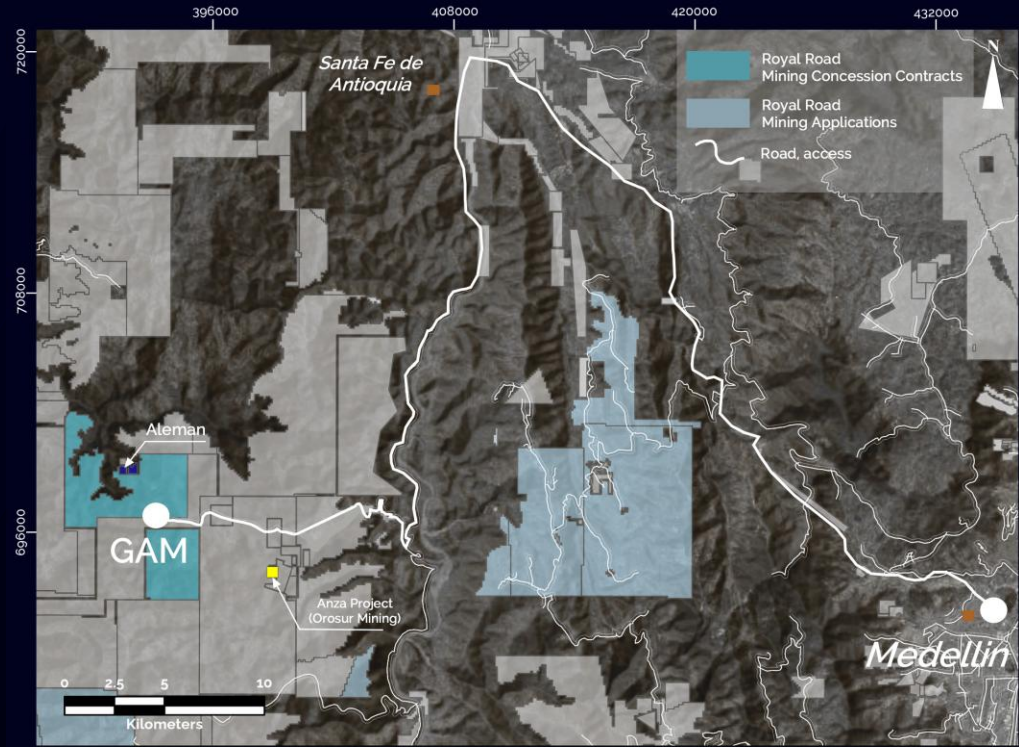 396000
408000
420000
432000
720000
708000
696000
Santa Fe de
Antioquia
Royal Road
Mining Concession Contracts
Royal Road
Mining Applications
Road, access
N
Aleman
GAM
Anza Project
(Orosur Mining)
Medellin
0 2.5 5 10
Kilometers